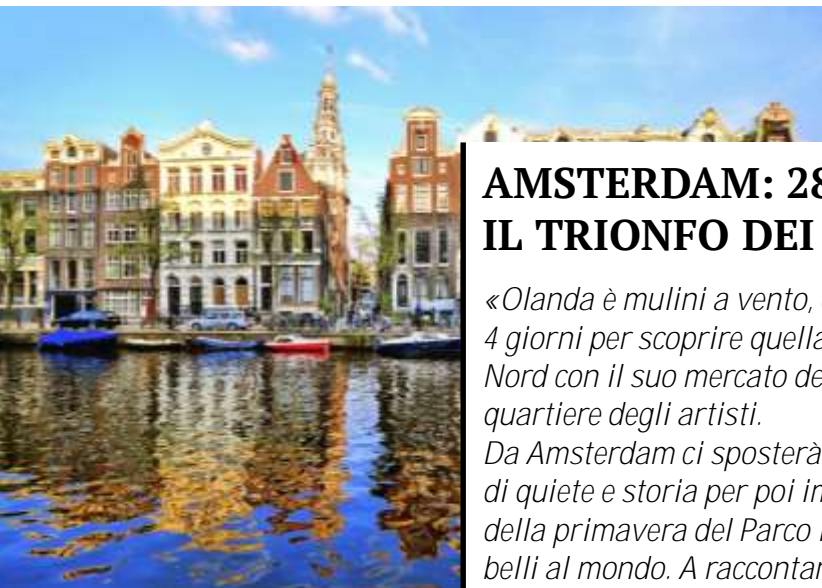 AMSTERDAM: 28
IL TRIONFO DEI
«Olanda è mulini a vento,
4 giorni per scoprire quella
Nord con il suo mercato de
quartiere degli artisti.
Da Amsterdam ci sposterà
di quiete e storia per poi in
della primavera del Parco
belli al mondo. A raccontar